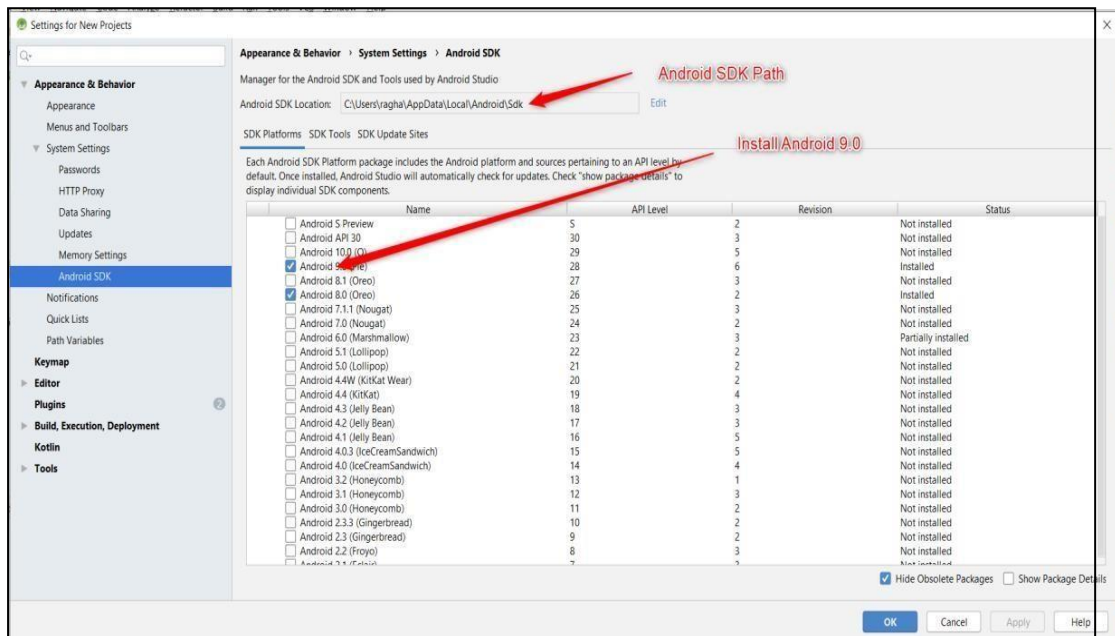 Settings for New Projects
Appearance & Behavior
Appearance
Menus and Toolbars
System Settings
Passwords
HTTP Proxy
Data Sharing
Updates
Memory Settings
Android SDK
Notifications
Quick Lists
Path Variables
Keymap
Editor
Plugins 2
Build, Execution, Deployment
Kotlin
Tools
Appearance & Behavior › System Settings › Android SDK
Manager for the Android SDK and Tools used by Android Studio
Android SDK Path
Android SDK Location: C:\Users\ragha\AppData\Local\Android\Sdk Edit
SDK Platforms SDK Tools SDK Update Sites
Install Android 9.0
Each Android SDK Platform package includes the Android platform and sources pertaining to an API level by
default. Once installed, Android Studio will automatically check for updates. Check "show package details" to
display individual SDK components.
Name API Level Revision Status
Android S Preview S 2 Not installed
Android API 30 30 3 Not installed
Android 10.0 (Q) 29 5 Not installed
Android (Pie) 28 6 Installed
Android 8.1 (Oreo) 27 3 Not installed
Android 8.0 (Oreo) 26 2 Installed
Android 7.1.1 (Nougat) 25 3 Not installed
Android 7.0 (Nougat) 24 2 Not installed
Android 6.0 (Marshmallow) 23 3 Partially installed
Android 5.1 (Lollipop) 22 2 Not installed
Android 5.0 (Lollipop) 21 2 Not installed
Android 4.4W (KitKat Wear) 20 2 Not installed
Android 4.4 (KitKat) 19 4 Not installed
Android 4.3 (Jelly Bean) 18 3 Not installed
Android 4.2 (Jelly Bean) 17 3 Not installed
Android 4.1 (Jelly Bean) 16 5 Not installed
Android 4.0.3 (IceCreamSandwich) 15 5 Not installed
Android 4.0 (IceCreamSandwich) 14 4 Not installed
Android 3.2 (Honeycomb) 13 1 Not installed
Android 3.1 (Honeycomb) 12 3 Not installed
Android 3.0 (Honeycomb) 11 2 Not installed
Android 2.3.3 (Gingerbread) 10 2 Not installed
Android 2.3 (Gingerbread) 9 2 Not installed
Android 2.2 (Froyo) 8 3 Not installed
Android 2.1 (Eclair) 7 3 Not installed
Hide Obsolete Packages Show Package Details
OK Cancel Apply Help